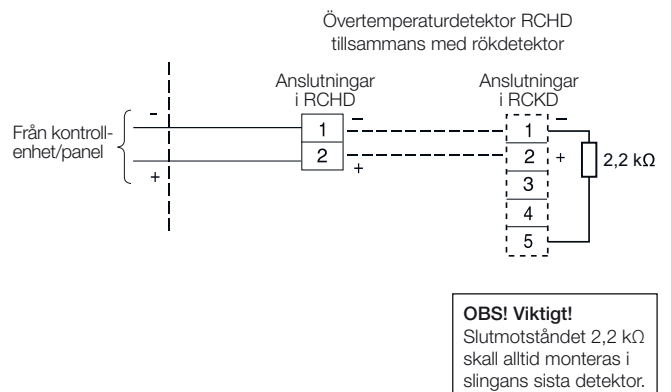 Övertemperaturdetektor RCHD
tillsammans med rökdetektor
Anslutningar
i RCHD
Anslutningar
i RCKD
Från kontroll-
enhet/panel
-
+
1
2
–
+
1
2
3
4
5
–
+
2,2 kΩ
OBS! Viktigt!
Slutmotståndet 2,2 kΩ
skall alltid monteras i
slingans sista detektor.